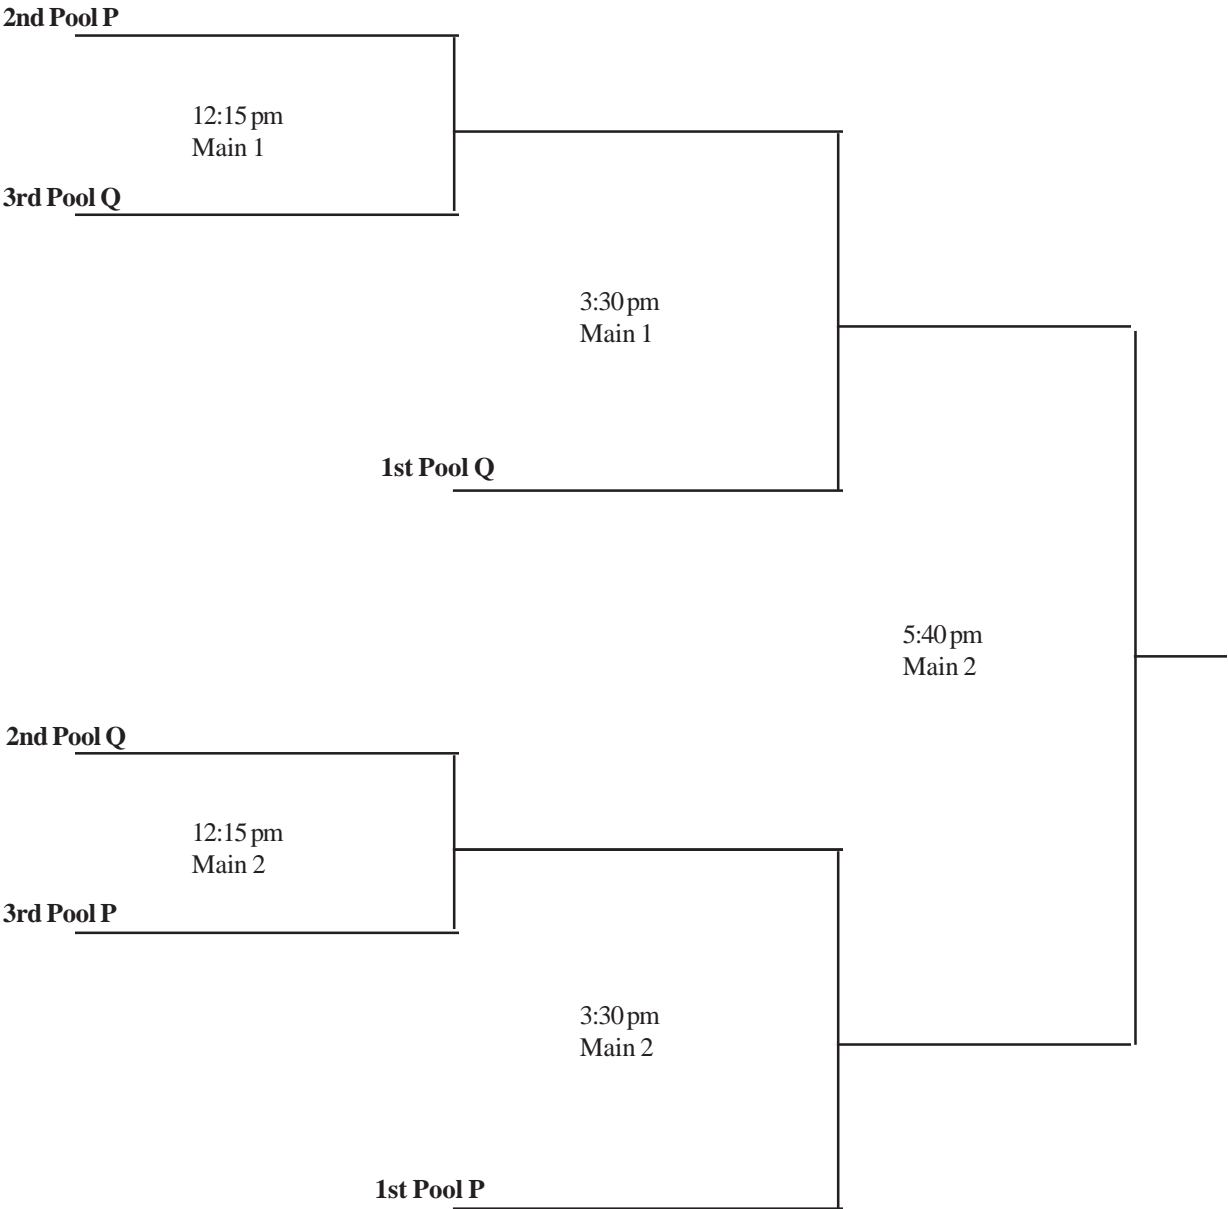 2nd Pool P
12:15 pm
Main 1
3rd Pool Q
3:30 pm
Main 1
1st Pool Q
5:40 pm
Main 2
2nd Pool Q
12:15 pm
Main 2
3rd Pool P
3:30 pm
Main 2
1st Pool P